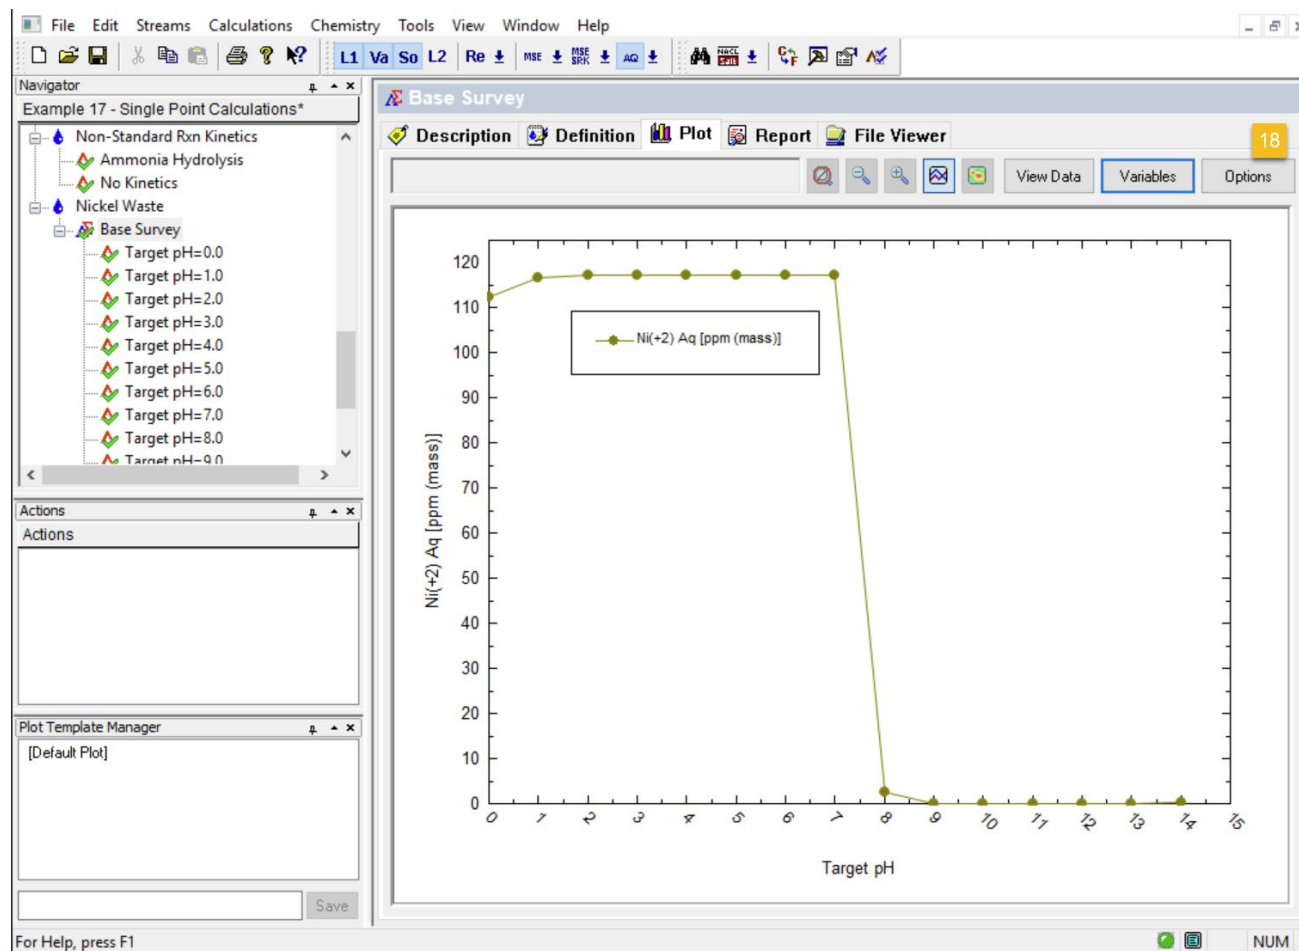 File Edit Streams Calculations Chemistry Tools View Window Help
L1 Va So L2 Re MSE MSE SRK AQ NACL
Navigator
Example 17 - Single Point Calculations*
Non-Standard Rxn Kinetics
Ammonia Hydrolysis
No Kinetics
Nickel Waste
Base Survey
Target pH=0.0
Target pH=1.0
Target pH=2.0
Target pH=3.0
Target pH=4.0
Target pH=5.0
Target pH=6.0
Target pH=7.0
Target pH=8.0
Target pH=9.0
Actions
Actions
Plot Template Manager
[Default Plot]
Save
Base Survey
Description Definition Plot Report File Viewer
18
View Data Variables Options
120
110
100
90
80
70
60
50
40
30
20
10
0
Ni(+2) Aq [ppm (mass)]
Ni(+2) Aq [ppm (mass)]
0 1 2 3 4 5 6 7 8 9 10 11 12 13 14 15
Target pH
For Help, press F1
NUM